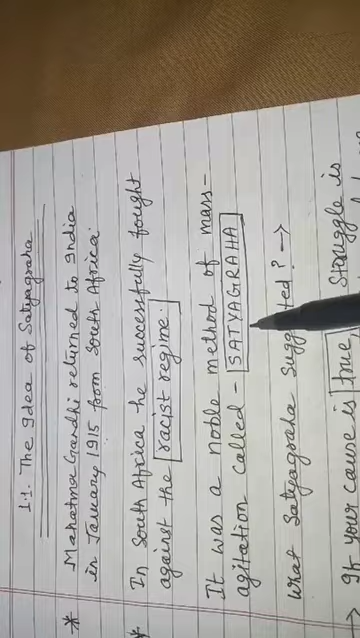 1.1. The Idea of Satyagraha
* Mahatma Gandhi returned to India
in January 1915 from South Africa.
* In South Africa he successfully fought
against the racist regime.
It was a noble method of mass-
agitation called - SATYAGRAHA
What Satyagraha Suggested? →
→ If your cause is true, struggle is